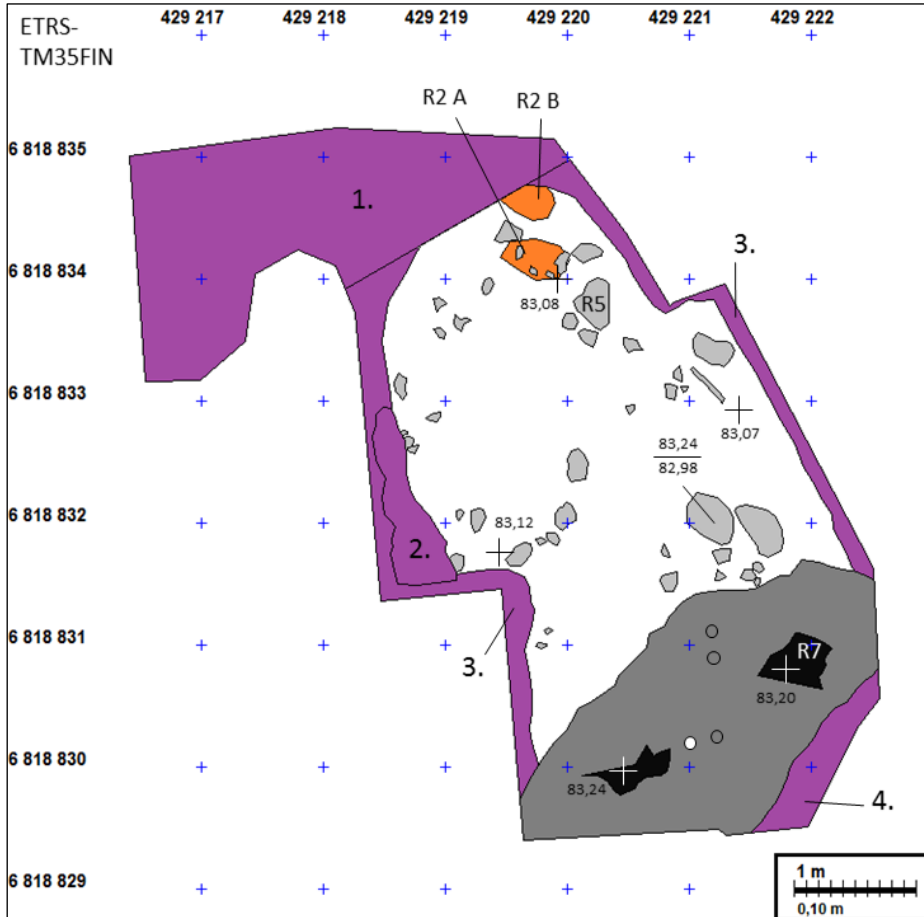 ETRS-
TM35FIN
429 217
429 218
429 219
429 220
429 221
429 222
R2 A
R2 B
6 818 835
1.
3.
6 818 834
83,08
R5
6 818 833
83,07
83,24
82,98
6 818 832
83,12
2.
6 818 831
3.
R7
83,20
6 818 830
83,24
4.
6 818 829
1 m
0,10 m